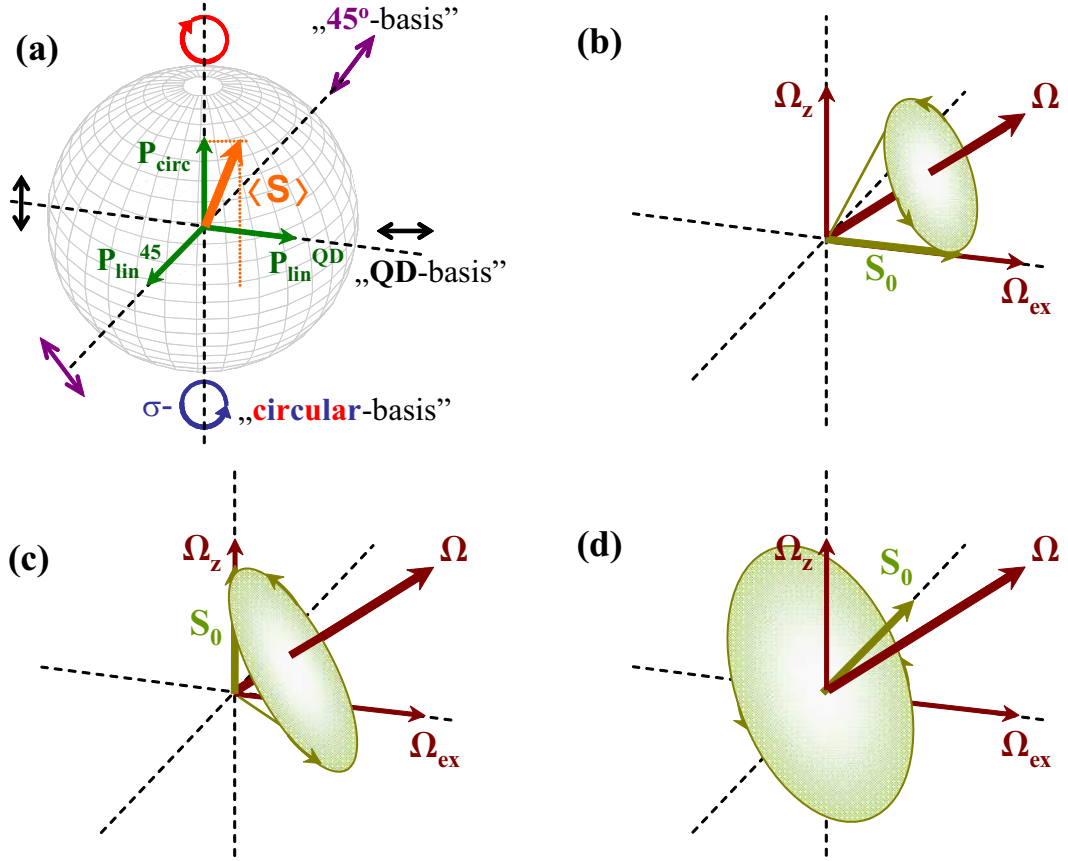 (a)
„45º-basis”
P_circ
⟨S⟩
P_lin^45
P_lin^QD
„QD-basis”
σ-
„circular-basis”
(b)
Ω_z
Ω
S_0
Ω_ex
(c)
Ω_z
Ω
S_0
Ω_ex
(d)
Ω_z
S_0
Ω
Ω_ex